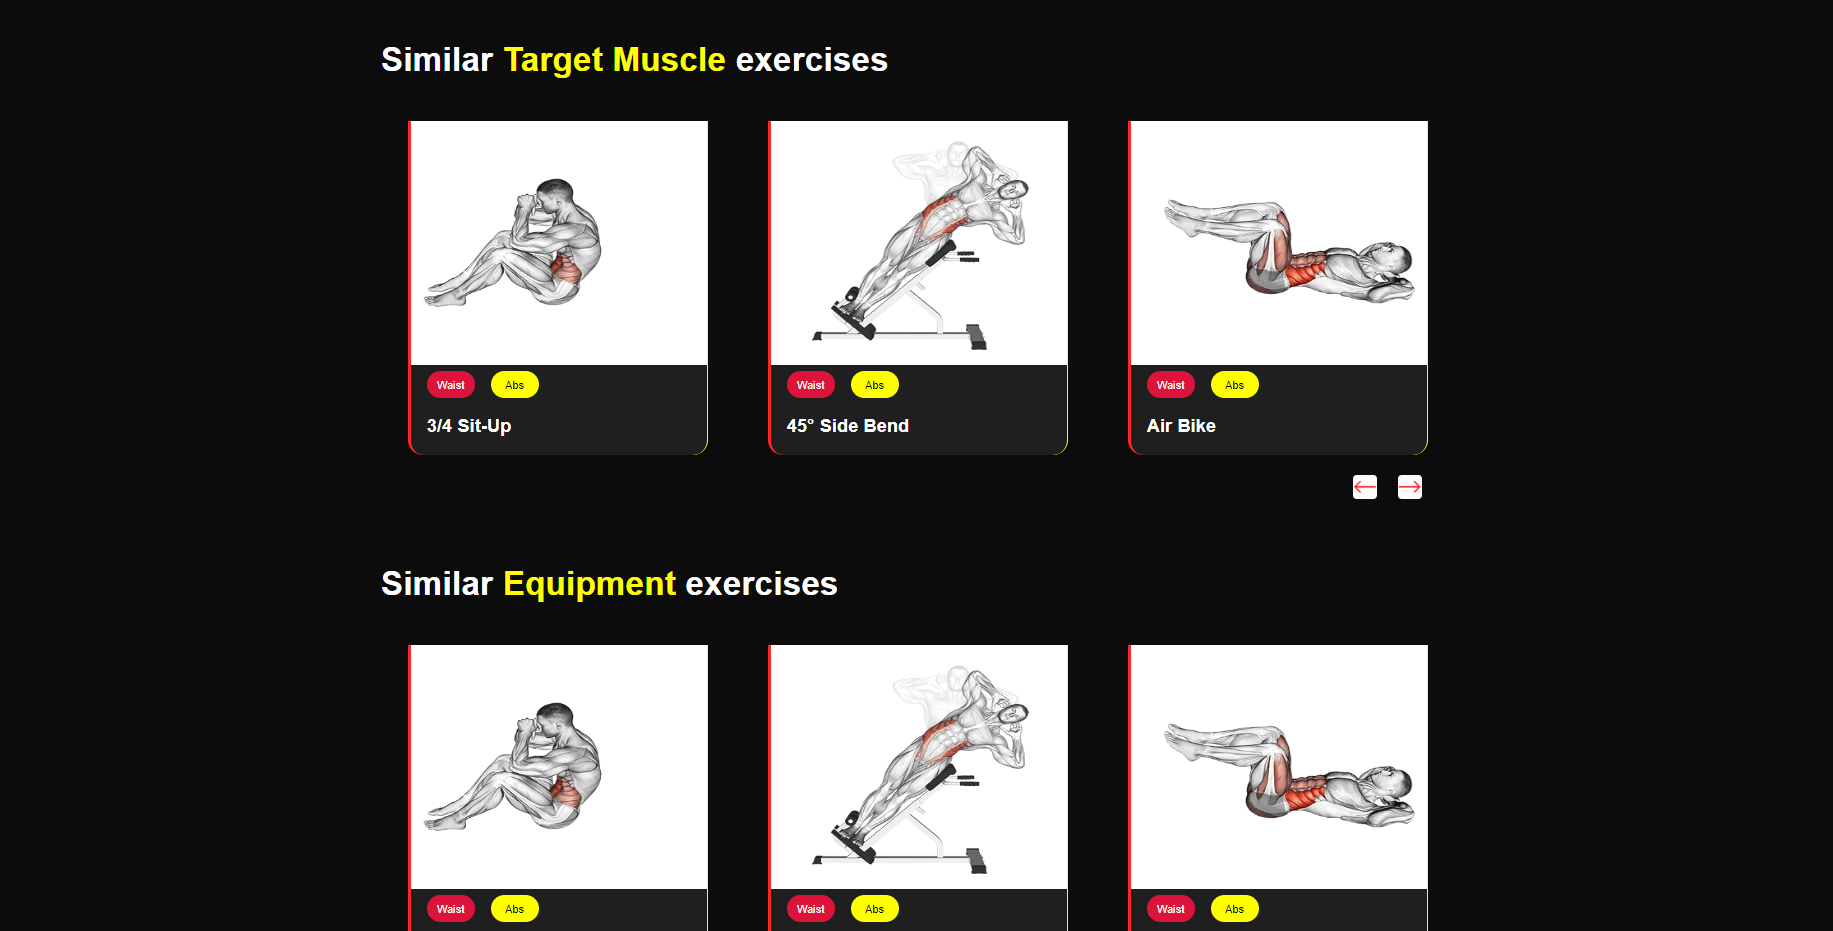 Similar Target Muscle exercises
Waist Abs
3/4 Sit-Up
Waist Abs
45° Side Bend
Waist Abs
Air Bike
Similar Equipment exercises
Waist Abs
Waist Abs
Waist Abs